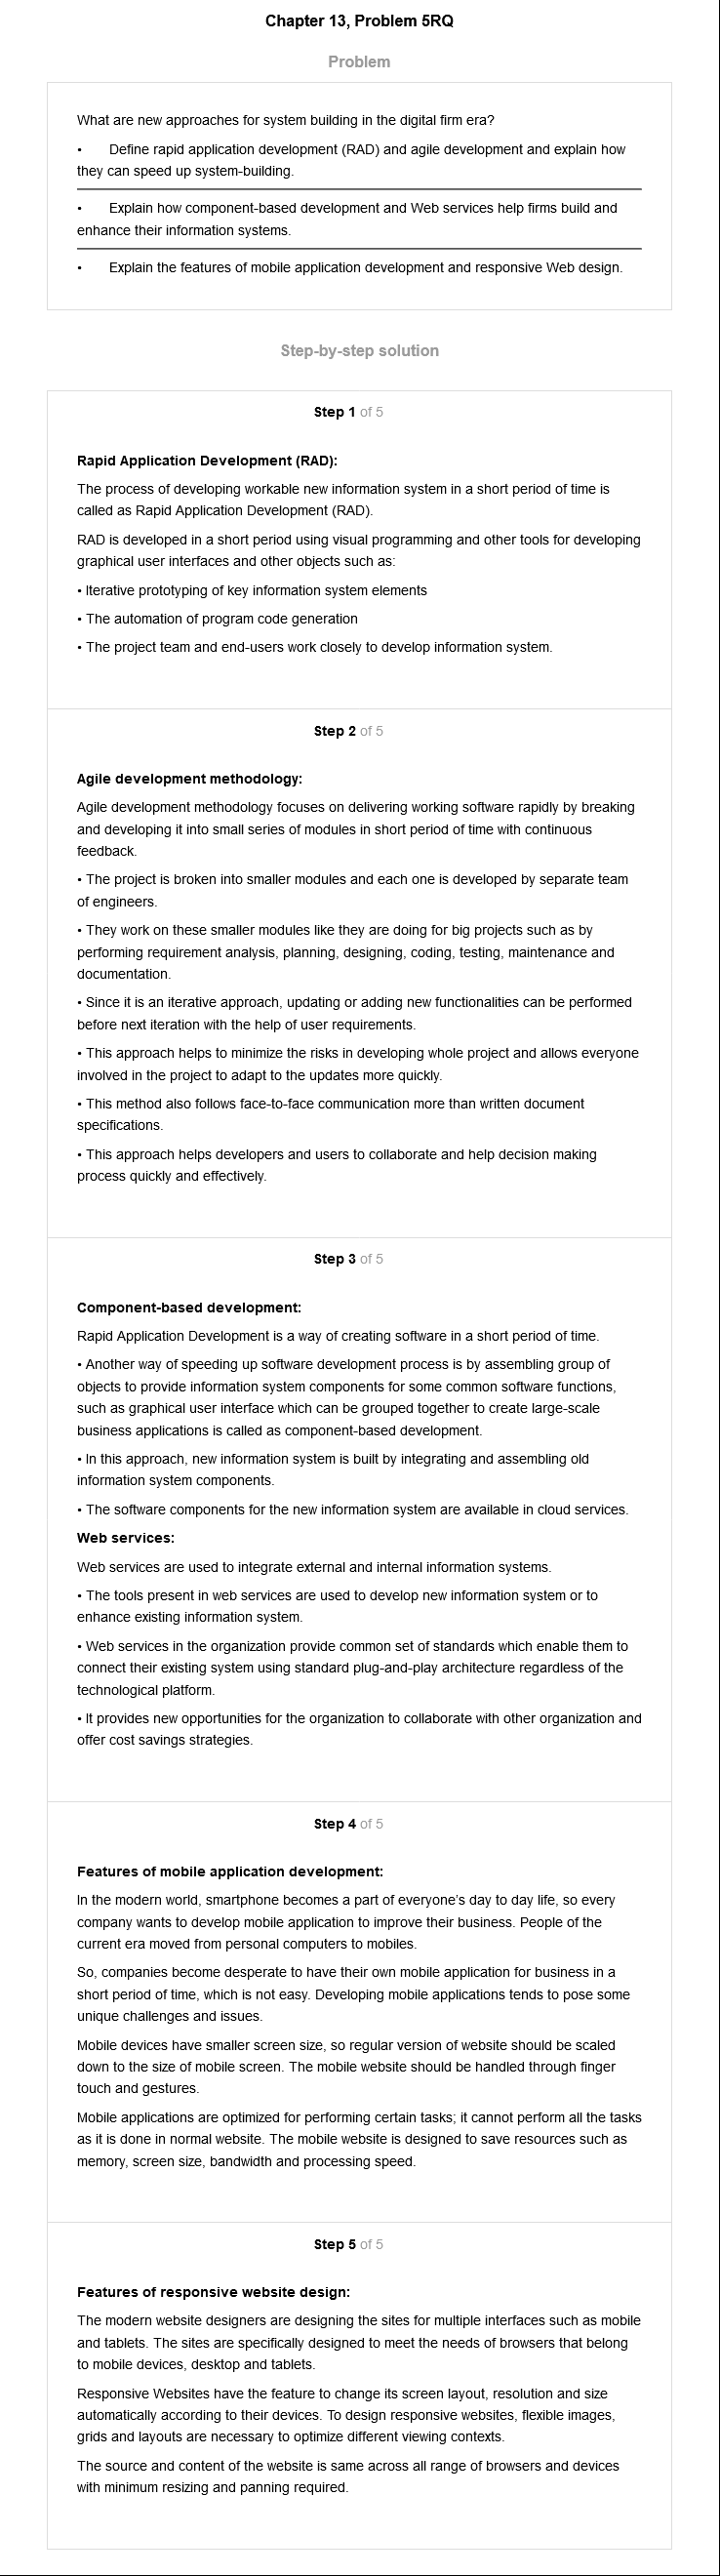 Chapter 13, Problem 5RQ
Problem
What are new approaches for system building in the digital firm era?
• Define rapid application development (RAD) and agile development and explain how
they can speed up system-building.
• Explain how component-based development and Web services help firms build and
enhance their information systems.
• Explain the features of mobile application development and responsive Web design.
Step-by-step solution
Step 1 of 5
Rapid Application Development (RAD):
The process of developing workable new information system in a short period of time is
called as Rapid Application Development (RAD).
RAD is developed in a short period using visual programming and other tools for developing
graphical user interfaces and other objects such as:
• Iterative prototyping of key information system elements
• The automation of program code generation
• The project team and end-users work closely to develop information system.
Step 2 of 5
Agile development methodology:
Agile development methodology focuses on delivering working software rapidly by breaking
and developing it into small series of modules in short period of time with continuous
feedback.
• The project is broken into smaller modules and each one is developed by separate team
of engineers.
• They work on these smaller modules like they are doing for big projects such as by
performing requirement analysis, planning, designing, coding, testing, maintenance and
documentation.
• Since it is an iterative approach, updating or adding new functionalities can be performed
before next iteration with the help of user requirements.
• This approach helps to minimize the risks in developing whole project and allows everyone
involved in the project to adapt to the updates more quickly.
• This method also follows face-to-face communication more than written document
specifications.
• This approach helps developers and users to collaborate and help decision making
process quickly and effectively.
Step 3 of 5
Component-based development:
Rapid Application Development is a way of creating software in a short period of time.
• Another way of speeding up software development process is by assembling group of
objects to provide information system components for some common software functions,
such as graphical user interface which can be grouped together to create large-scale
business applications is called as component-based development.
• In this approach, new information system is built by integrating and assembling old
information system components.
• The software components for the new information system are available in cloud services.
Web services:
Web services are used to integrate external and internal information systems.
• The tools present in web services are used to develop new information system or to
enhance existing information system.
• Web services in the organization provide common set of standards which enable them to
connect their existing system using standard plug-and-play architecture regardless of the
technological platform.
• It provides new opportunities for the organization to collaborate with other organization and
offer cost savings strategies.
Step 4 of 5
Features of mobile application development:
In the modern world, smartphone becomes a part of everyone's day to day life, so every
company wants to develop mobile application to improve their business. People of the
current era moved from personal computers to mobiles.
So, companies become desperate to have their own mobile application for business in a
short period of time, which is not easy. Developing mobile applications tends to pose some
unique challenges and issues.
Mobile devices have smaller screen size, so regular version of website should be scaled
down to the size of mobile screen. The mobile website should be handled through finger
touch and gestures.
Mobile applications are optimized for performing certain tasks; it cannot perform all the tasks
as it is done in normal website. The mobile website is designed to save resources such as
memory, screen size, bandwidth and processing speed.
Step 5 of 5
Features of responsive website design:
The modern website designers are designing the sites for multiple interfaces such as mobile
and tablets. The sites are specifically designed to meet the needs of browsers that belong
to mobile devices, desktop and tablets.
Responsive Websites have the feature to change its screen layout, resolution and size
automatically according to their devices. To design responsive websites, flexible images,
grids and layouts are necessary to optimize different viewing contexts.
The source and content of the website is same across all range of browsers and devices
with minimum resizing and panning required.